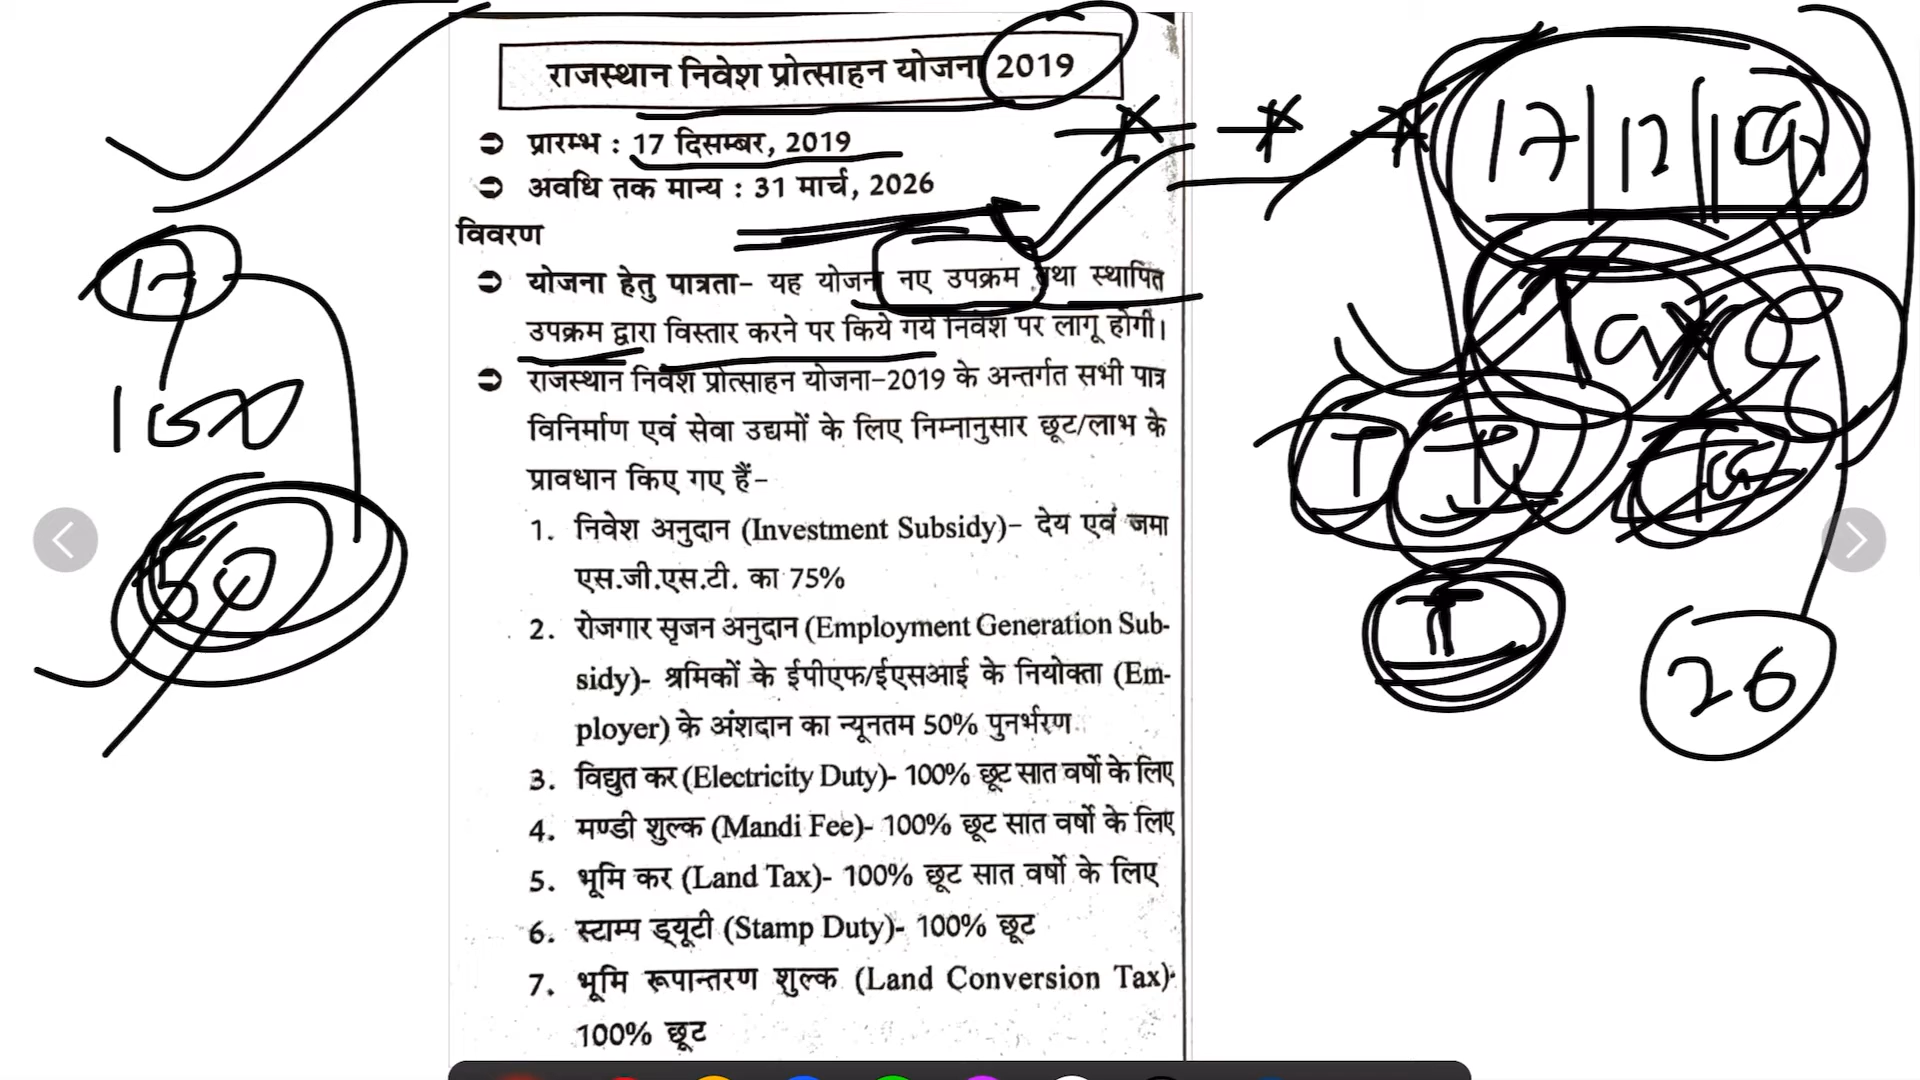 राजस्थान निवेश प्रोत्साहन योजना 2019
➲ प्रारम्भ : 17 दिसम्बर, 2019
➲ अवधि तक मान्य : 31 मार्च, 2026
विवरण
➲ योजना हेतु पात्रता- यह योजना नए उपक्रम तथा स्थापित
उपक्रम द्वारा विस्तार करने पर किये गये निवेश पर लागू होगी।
➲ राजस्थान निवेश प्रोत्साहन योजना-2019 के अन्तर्गत सभी पात्र
विनिर्माण एवं सेवा उद्यमों के लिए निम्नानुसार छूट/लाभ के
प्रावधान किए गए हैं-
1. निवेश अनुदान (Investment Subsidy)- देय एवं जमा
एस.जी.एस.टी. का 75%
2. रोजगार सृजन अनुदान (Employment Generation Sub-
sidy)- श्रमिकों के ईपीएफ/ईएसआई के नियोक्ता (Em-
ployer) के अंशदान का न्यूनतम 50% पुनर्भरण
3. विद्युत कर (Electricity Duty)- 100% छूट सात वर्षों के लिए
4. मण्डी शुल्क (Mandi Fee)- 100% छूट सात वर्षों के लिए
5. भूमि कर (Land Tax)- 100% छूट सात वर्षों के लिए
6. स्टाम्प ड्यूटी (Stamp Duty)- 100% छूट
7. भूमि रूपान्तरण शुल्क (Land Conversion Tax)-
100% छूट
17
50
17|12|19
26